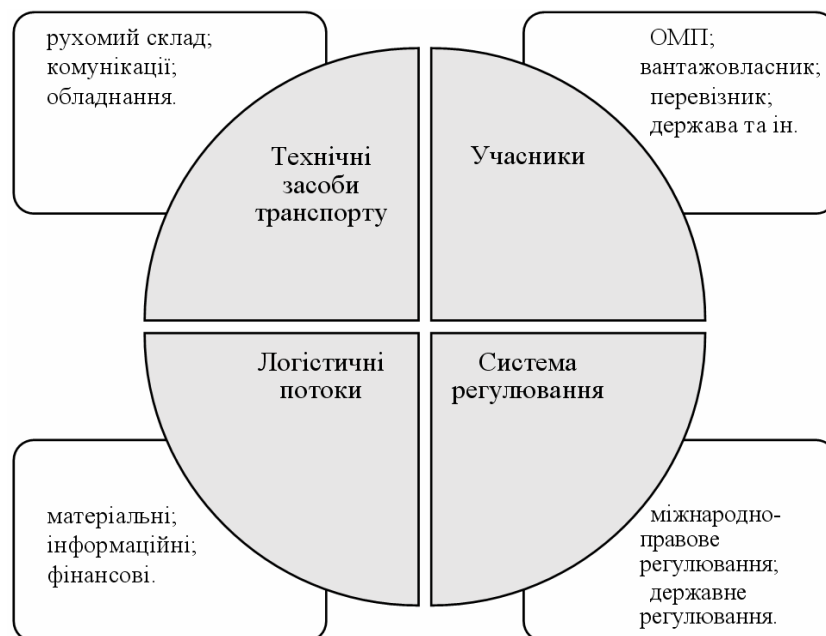 рухомий склад;
комунікації;
обладнання.
ОМП;
вантажовласник;
перевізник;
держава та ін.
Технічні
засоби
транспорту
Учасники
Логістичні
потоки
Система
регулювання
матеріальні;
інформаційні;
фінансові.
міжнародно-
правове
регулювання;
державне
регулювання.